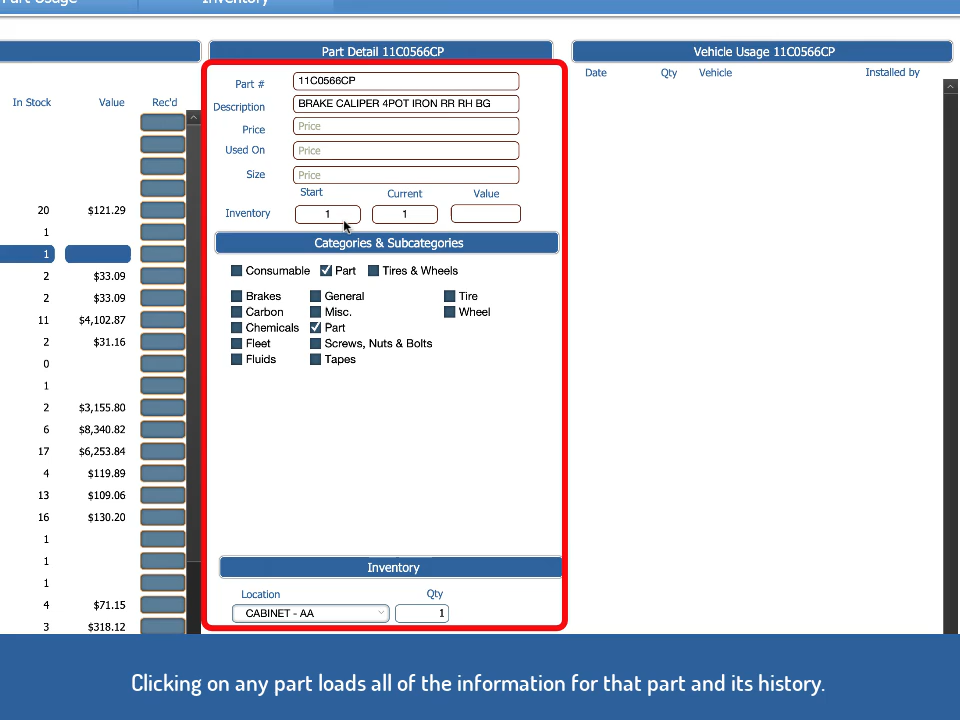 Part Usage Inventory
Part Detail 11C0566CP
Vehicle Usage 11C0566CP
In Stock Value Rec'd
20 $121.29
1
1
2 $33.09
2 $33.09
11 $4,102.87
2 $31.16
0
1
2 $3,155.80
6 $8,340.82
17 $6,253.84
4 $119.89
13 $109.06
16 $130.20
1
1
1
4 $71.15
3 $318.12
Part # 11C0566CP
Description BRAKE CALIPER 4POT IRON RR RH BG
Price Price
Used On Price
Size Price
Start Current Value
Inventory 1 1
Categories & Subcategories
Consumable Part Tires & Wheels
Brakes General Tire
Carbon Misc. Wheel
Chemicals Part
Fleet Screws, Nuts & Bolts
Fluids Tapes
Inventory
Location Qty
CABINET - AA 1
Date Qty Vehicle Installed by
Clicking on any part loads all of the information for that part and its history.